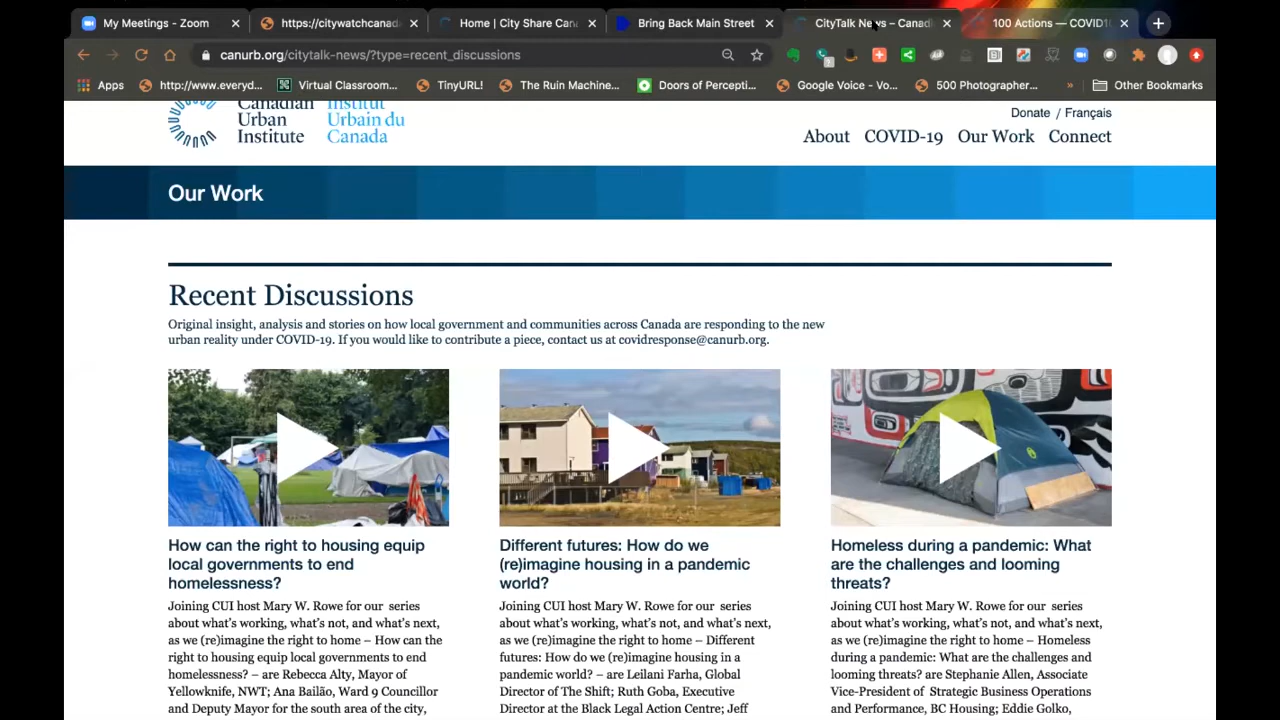 My Meetings - Zoom
https://citywatchcanad
Home | City Share Can
Bring Back Main Street
CityTalk News – Canadi
100 Actions — COVID1
canurb.org/citytalk-news/?type=recent_discussions
Apps
http://www.everyd...
Virtual Classroom...
TinyURL!
The Ruin Machine...
Doors of Percepti...
Google Voice - Vo...
500 Photographer...
»
Other Bookmarks
Canadian
Urban
Institute
Institut
Urbain du
Canada
Donate / Français
About COVID-19 Our Work Connect
Our Work
Recent Discussions
Original insight, analysis and stories on how local government and communities across Canada are responding to the new
urban reality under COVID-19. If you would like to contribute a piece, contact us at covidresponse@canurb.org.
How can the right to housing equip
local governments to end
homelessness?
Joining CUI host Mary W. Rowe for our series
about what's working, what's not, and what's next,
as we (re)imagine the right to home – How can the
right to housing equip local governments to end
homelessness? – are Rebecca Alty, Mayor of
Yellowknife, NWT; Ana Bailão, Ward 9 Councillor
and Deputy Mayor for the south area of the city,
Different futures: How do we
(re)imagine housing in a pandemic
world?
Joining CUI host Mary W. Rowe for our series
about what's working, what's not, and what's next,
as we (re)imagine the right to home – Different
futures: How do we (re)imagine housing in a
pandemic world? – are Leilani Farha, Global
Director of The Shift; Ruth Goba, Executive
Director at the Black Legal Action Centre; Jeff
Homeless during a pandemic: What
are the challenges and looming
threats?
Joining CUI host Mary W. Rowe for our series
about what's working, what's not, and what's next,
as we (re)imagine the right to home – Homeless
during a pandemic: What are the challenges and
looming threats? are Stephanie Allen, Associate
Vice-President of Strategic Business Operations
and Performance, BC Housing; Eddie Golko,